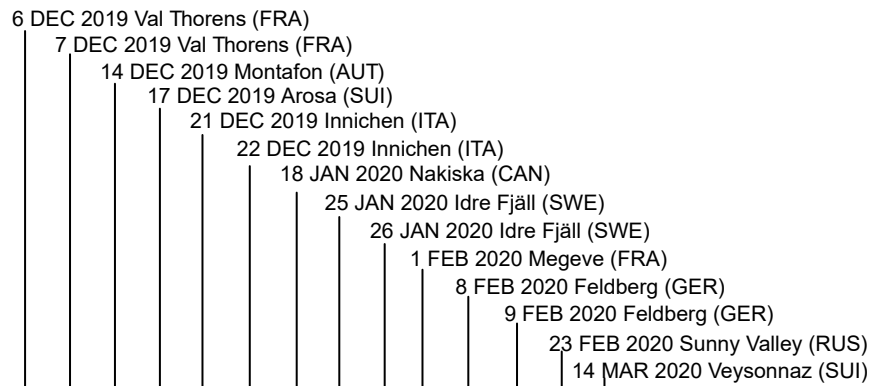 6 DEC 2019 Val Thorens (FRA)
7 DEC 2019 Val Thorens (FRA)
14 DEC 2019 Montafon (AUT)
17 DEC 2019 Arosa (SUI)
21 DEC 2019 Innichen (ITA)
22 DEC 2019 Innichen (ITA)
18 JAN 2020 Nakiska (CAN)
25 JAN 2020 Idre Fjäll (SWE)
26 JAN 2020 Idre Fjäll (SWE)
1 FEB 2020 Megeve (FRA)
8 FEB 2020 Feldberg (GER)
9 FEB 2020 Feldberg (GER)
23 FEB 2020 Sunny Valley (RUS)
14 MAR 2020 Veysonnaz (SUI)